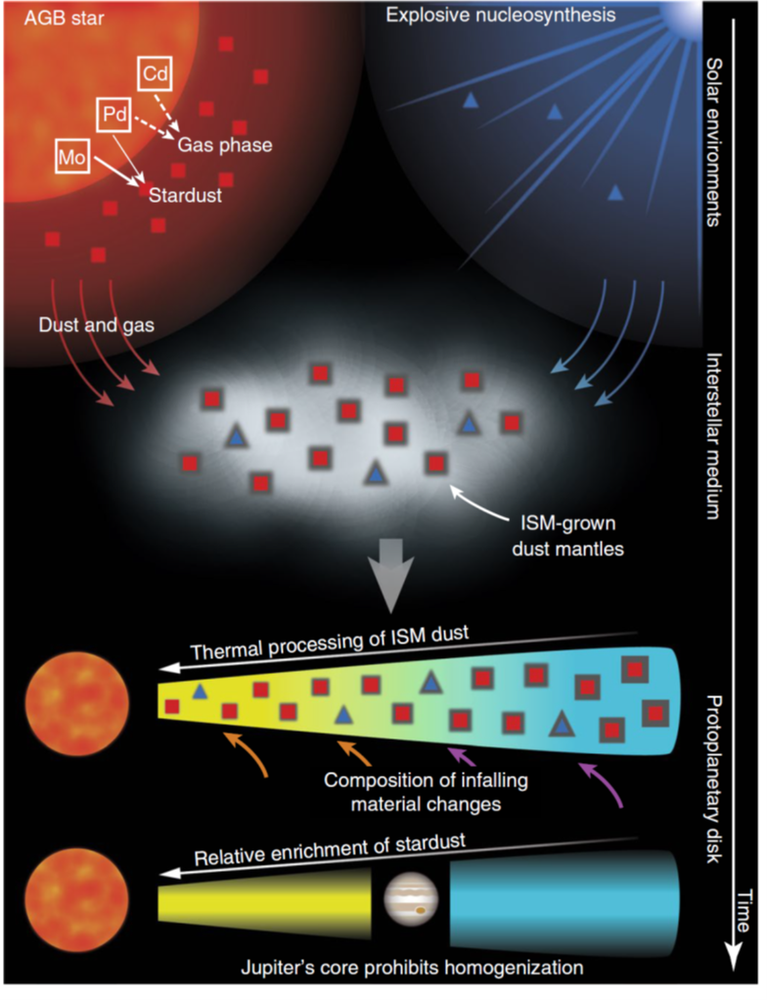 AGB star
Explosive nucleosynthesis
Cd
Pd
Gas phase
Mo
Stardust
Solar environments
Dust and gas
Interstellar medium
ISM-grown
dust mantles
Thermal processing of ISM dust
Composition of infalling
material changes
Protoplanetary disk
Relative enrichment of stardust
Time
Jupiter's core prohibits homogenization